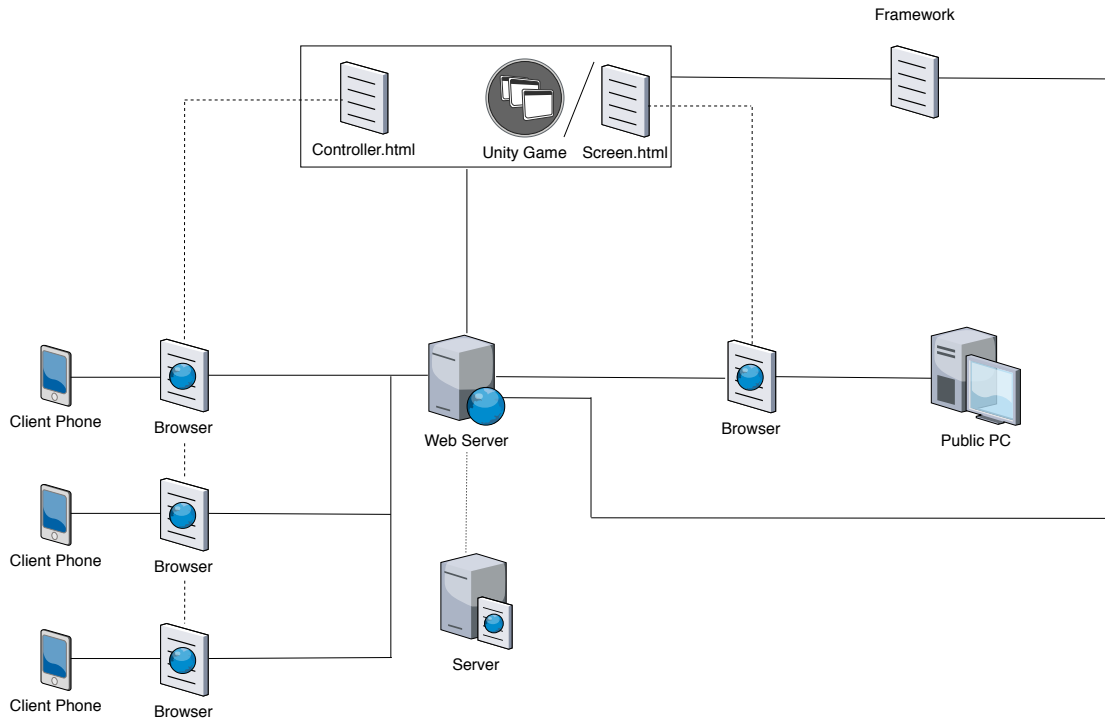 Framework
Controller.html
Unity Game
Screen.html
Client Phone
Browser
Web Server
Browser
Public PC
Client Phone
Browser
Server
Client Phone
Browser